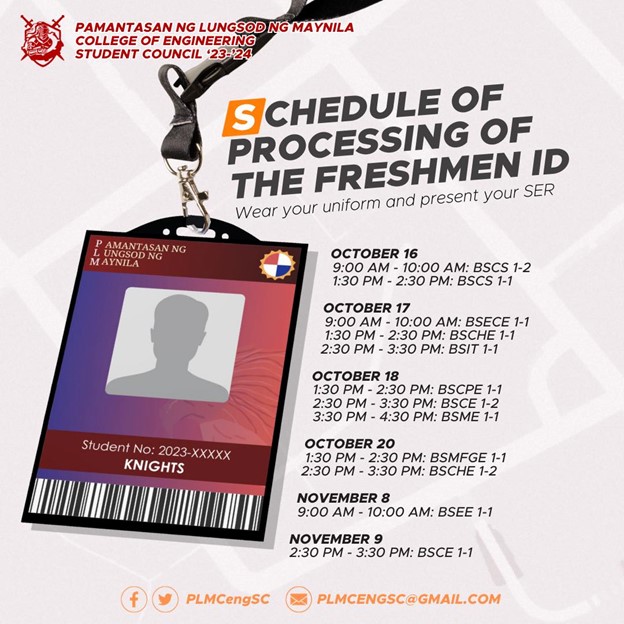 PAMANTASAN NG LUNGSOD NG MAYNILA
COLLEGE OF ENGINEERING
STUDENT COUNCIL '23-'24
SCHEDULE OF
PROCESSING OF
THE FRESHMEN ID
Wear your uniform and present your SER
PAMANTASAN NG
LUNGSOD NG
MAYNILA
Student No: 2023-XXXXX
KNIGHTS
OCTOBER 16
9:00 AM - 10:00 AM: BSCS 1-2
1:30 PM - 2:30 PM: BSCS 1-1
OCTOBER 17
9:00 AM - 10:00 AM: BSECE 1-1
1:30 PM - 2:30 PM: BSCHE 1-1
2:30 PM - 3:30 PM: BSIT 1-1
OCTOBER 18
1:30 PM - 2:30 PM: BSCPE 1-1
2:30 PM - 3:30 PM: BSCE 1-2
3:30 PM - 4:30 PM: BSME 1-1
OCTOBER 20
1:30 PM - 2:30 PM: BSMFGE 1-1
2:30 PM - 3:30 PM: BSCHE 1-2
NOVEMBER 8
9:00 AM - 10:00 AM: BSEE 1-1
NOVEMBER 9
2:30 PM - 3:30 PM: BSCE 1-1
PLMCengSC
PLMCENGSC@GMAIL.COM